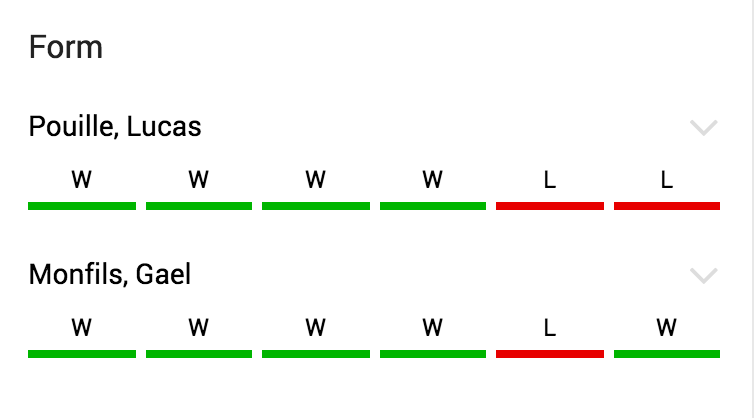 Form
Pouille, Lucas
W W W W L L
Monfils, Gael
W W W W L W